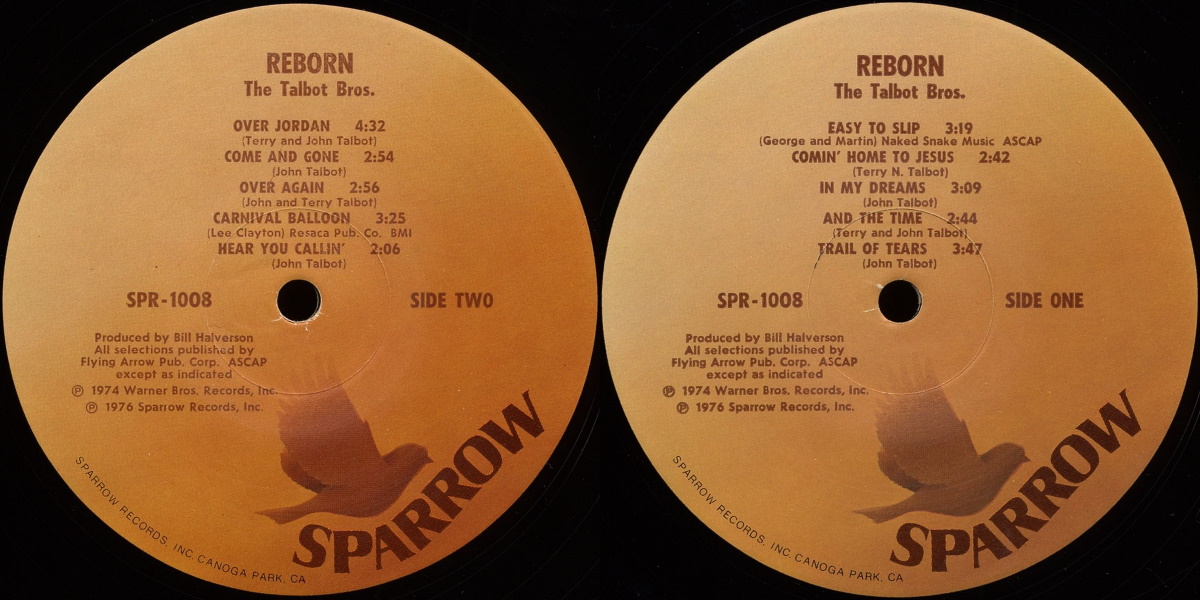 REBORN
The Talbot Bros.
OVER JORDAN 4:32
(Terry and John Talbot)
COME AND GONE 2:54
(John Talbot)
OVER AGAIN 2:56
(John and Terry Talbot)
CARNIVAL BALLOON 3:25
(Lee Clayton) Resaca Pub. Co. BMI
HEAR YOU CALLIN' 2:06
(John Talbot)
SPR-1008
SIDE TWO
Produced by Bill Halverson
All selections published by
Flying Arrow Pub. Corp. ASCAP
except as indicated
℗ 1974 Warner Bros. Records, Inc.
℗ 1976 Sparrow Records, Inc.
SPARROW
SPARROW RECORDS, INC. CANOGA PARK, CA
REBORN
The Talbot Bros.
EASY TO SLIP 3:19
(George and Martin) Naked Snake Music ASCAP
COMIN' HOME TO JESUS 2:42
(Terry N. Talbot)
IN MY DREAMS 3:09
(John Talbot)
AND THE TIME 2:44
(Terry and John Talbot)
TRAIL OF TEARS 3:47
(John Talbot)
SPR-1008
SIDE ONE
Produced by Bill Halverson
All selections published by
Flying Arrow Pub. Corp. ASCAP
except as indicated
℗ 1974 Warner Bros. Records, Inc.
℗ 1976 Sparrow Records, Inc.
SPARROW
SPARROW RECORDS, INC. CANOGA PARK, CA